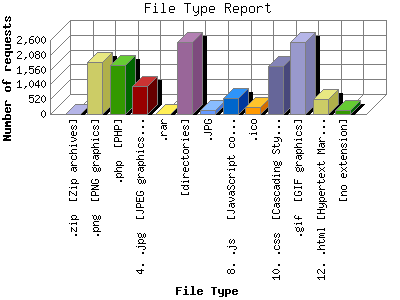 File Type Report
Number of requests
2,600
2,080
1,560
1,040
520
0
.zip [Zip archives]
.png [PNG graphics]
.php [PHP]
4. .jpg [JPEG graphics...
.rar
[directories]
.JPG
8. .js [JavaScript co...
.ico
10. .css [Cascading Sty...
.gif [GIF graphics]
12. .html [Hypertext Mar...
[no extension]
File Type